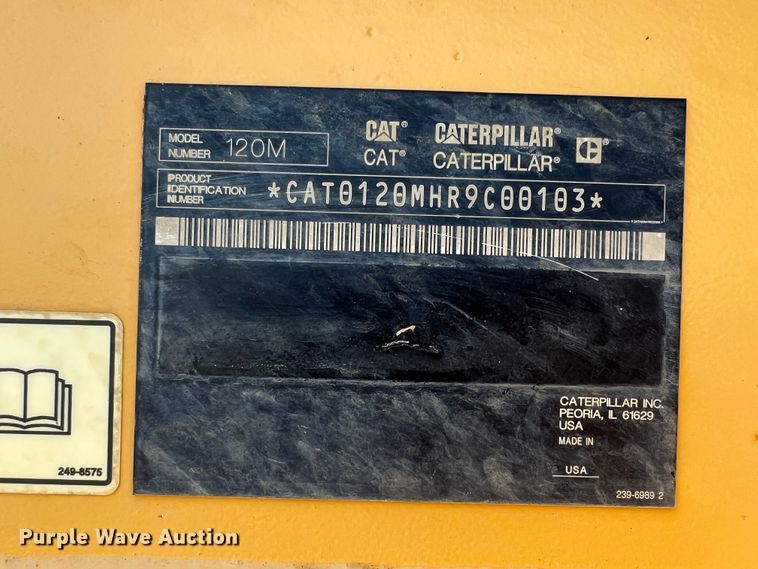 MODEL
NUMBER 120M
CAT® CATERPILLAR®
CAT® CATERPILLAR®
PRODUCT
IDENTIFICATION
NUMBER
*CAT0120MHR9C00103*
CATERPILLAR INC.
PEORIA, IL 61629
USA
MADE IN
USA
239-6989 2
249-8575
Purple Wave Auction